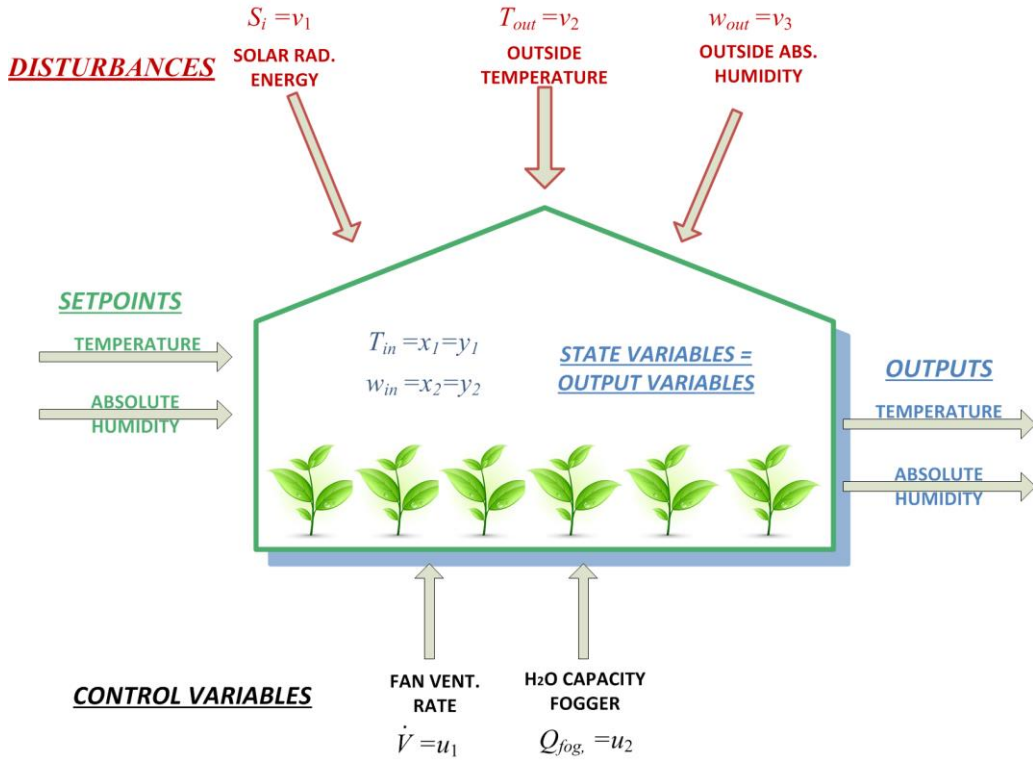 S_i =v_1
T_out =v_2
w_out =v_3
SOLAR RAD.
ENERGY
OUTSIDE
TEMPERATURE
OUTSIDE ABS.
HUMIDITY
DISTURBANCES
SETPOINTS
TEMPERATURE
ABSOLUTE
HUMIDITY
T_in =x_1=y_1
w_in =x_2=y_2
STATE VARIABLES =
OUTPUT VARIABLES
OUTPUTS
TEMPERATURE
ABSOLUTE
HUMIDITY
CONTROL VARIABLES
FAN VENT.
RATE
V̇ =u_1
H₂O CAPACITY
FOGGER
Q_fog, =u_2